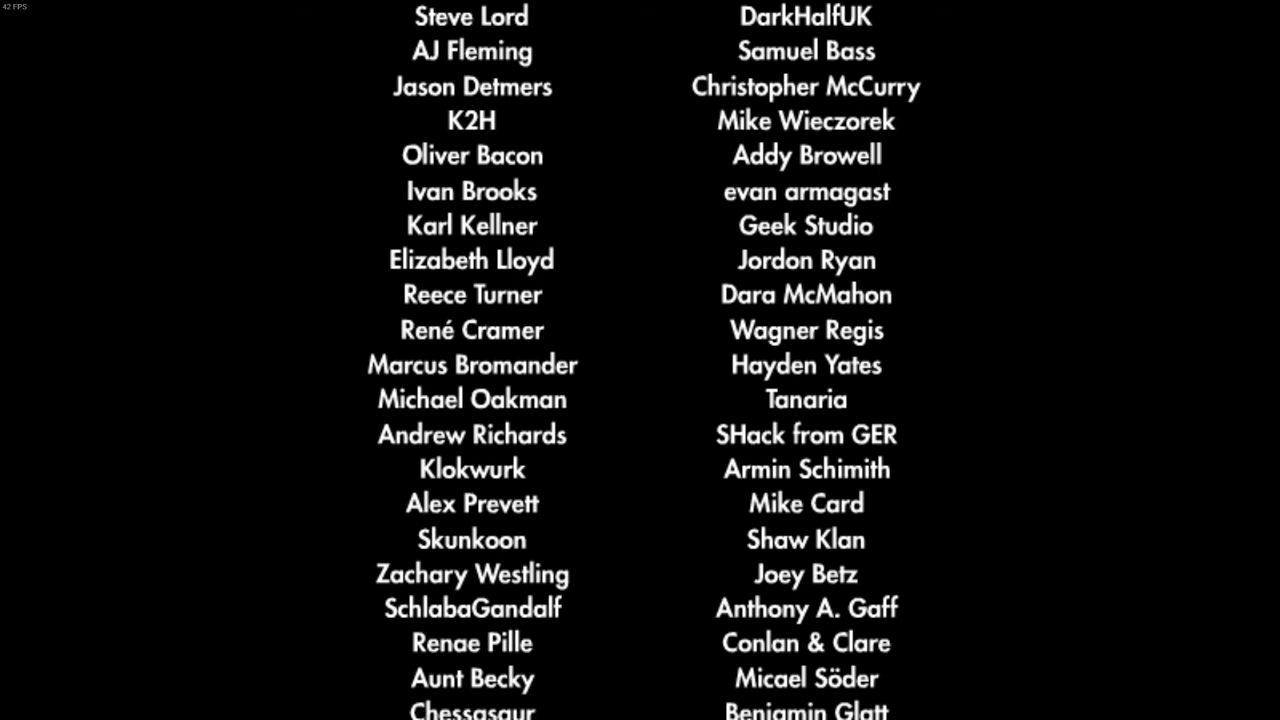 42 FPS
Steve Lord
AJ Fleming
Jason Detmers
K2H
Oliver Bacon
Ivan Brooks
Karl Kellner
Elizabeth Lloyd
Reece Turner
René Cramer
Marcus Bromander
Michael Oakman
Andrew Richards
Klokwurk
Alex Prevett
Skunkoon
Zachary Westling
SchlabaGandalf
Renae Pille
Aunt Becky
Chessasaur
DarkHalfUK
Samuel Bass
Christopher McCurry
Mike Wieczorek
Addy Browell
evan armagast
Geek Studio
Jordon Ryan
Dara McMahon
Wagner Regis
Hayden Yates
Tanaria
SHack from GER
Armin Schimith
Mike Card
Shaw Klan
Joey Betz
Anthony A. Gaff
Conlan & Clare
Micael Söder
Benjamin Glatt